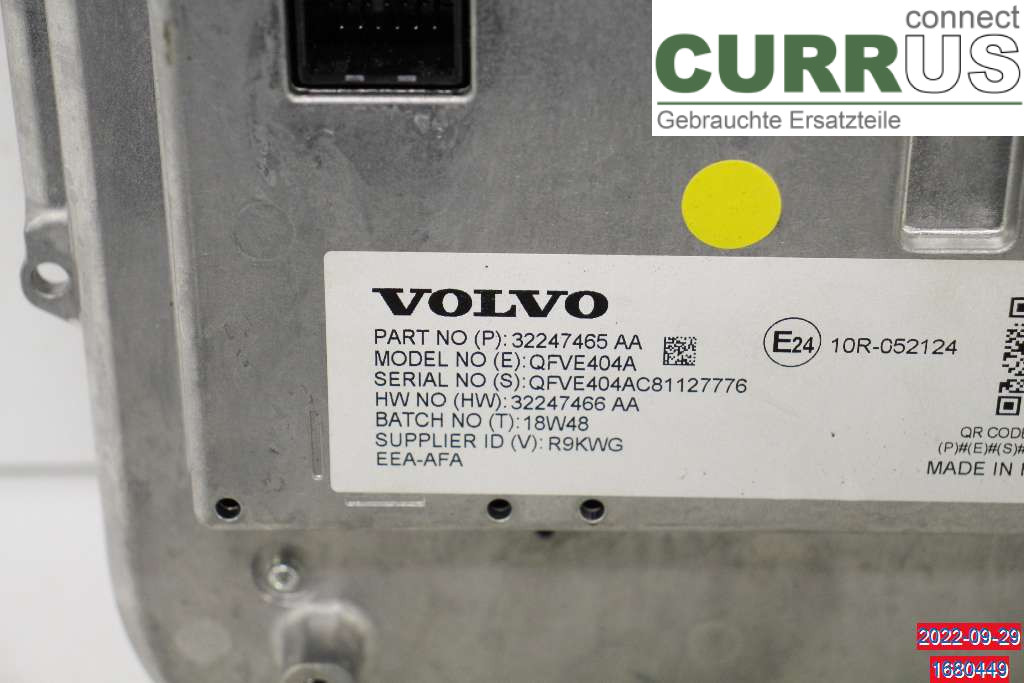 connect
CURRUS
Gebrauchte Ersatzteile
VOLVO
PART NO (P): 32247465 AA
MODEL NO (E): QFVE404A
SERIAL NO (S): QFVE404AC81127776
HW NO (HW): 32247466 AA
BATCH NO (T): 18W48
SUPPLIER ID (V): R9KWG
EEA-AFA
E24 10R-052124
QR CODE
(P)#(E)#(S)#
MADE IN
2022-09-29
1680449